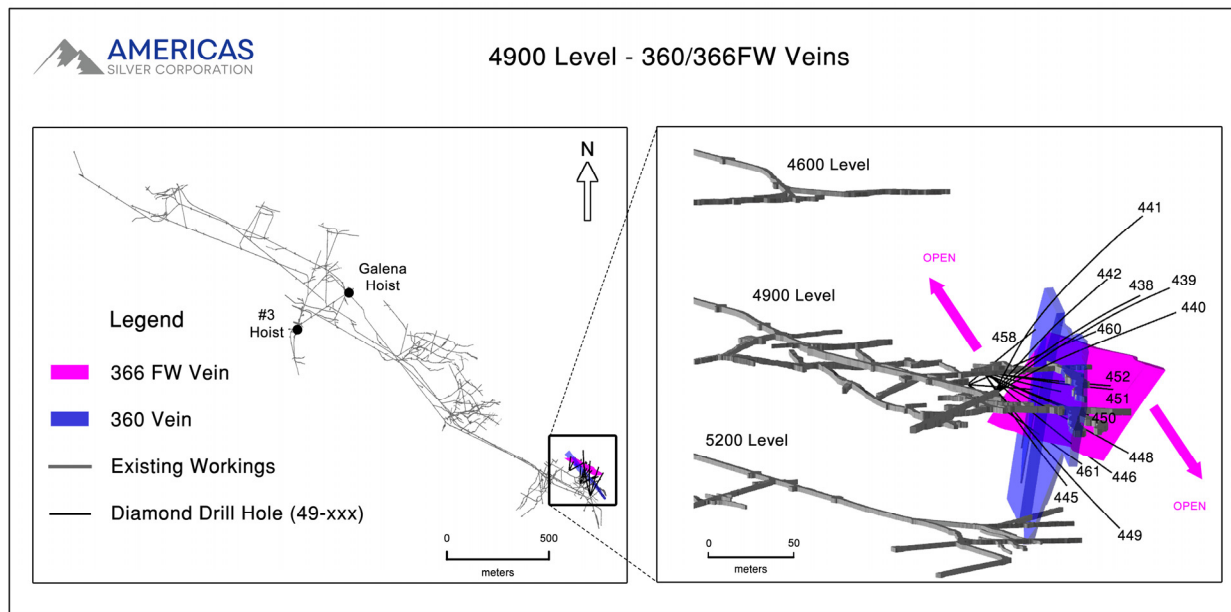 AMERICAS
SILVER CORPORATION
4900 Level - 360/366FW Veins
N
Galena
Hoist
#3
Hoist
Legend
366 FW Vein
360 Vein
Existing Workings
Diamond Drill Hole (49-xxx)
0 500
meters
4600 Level
441
OPEN
442
438
439
4900 Level
440
458
460
452
451
450
5200 Level
448
461
446
445
OPEN
449
0 50
meters